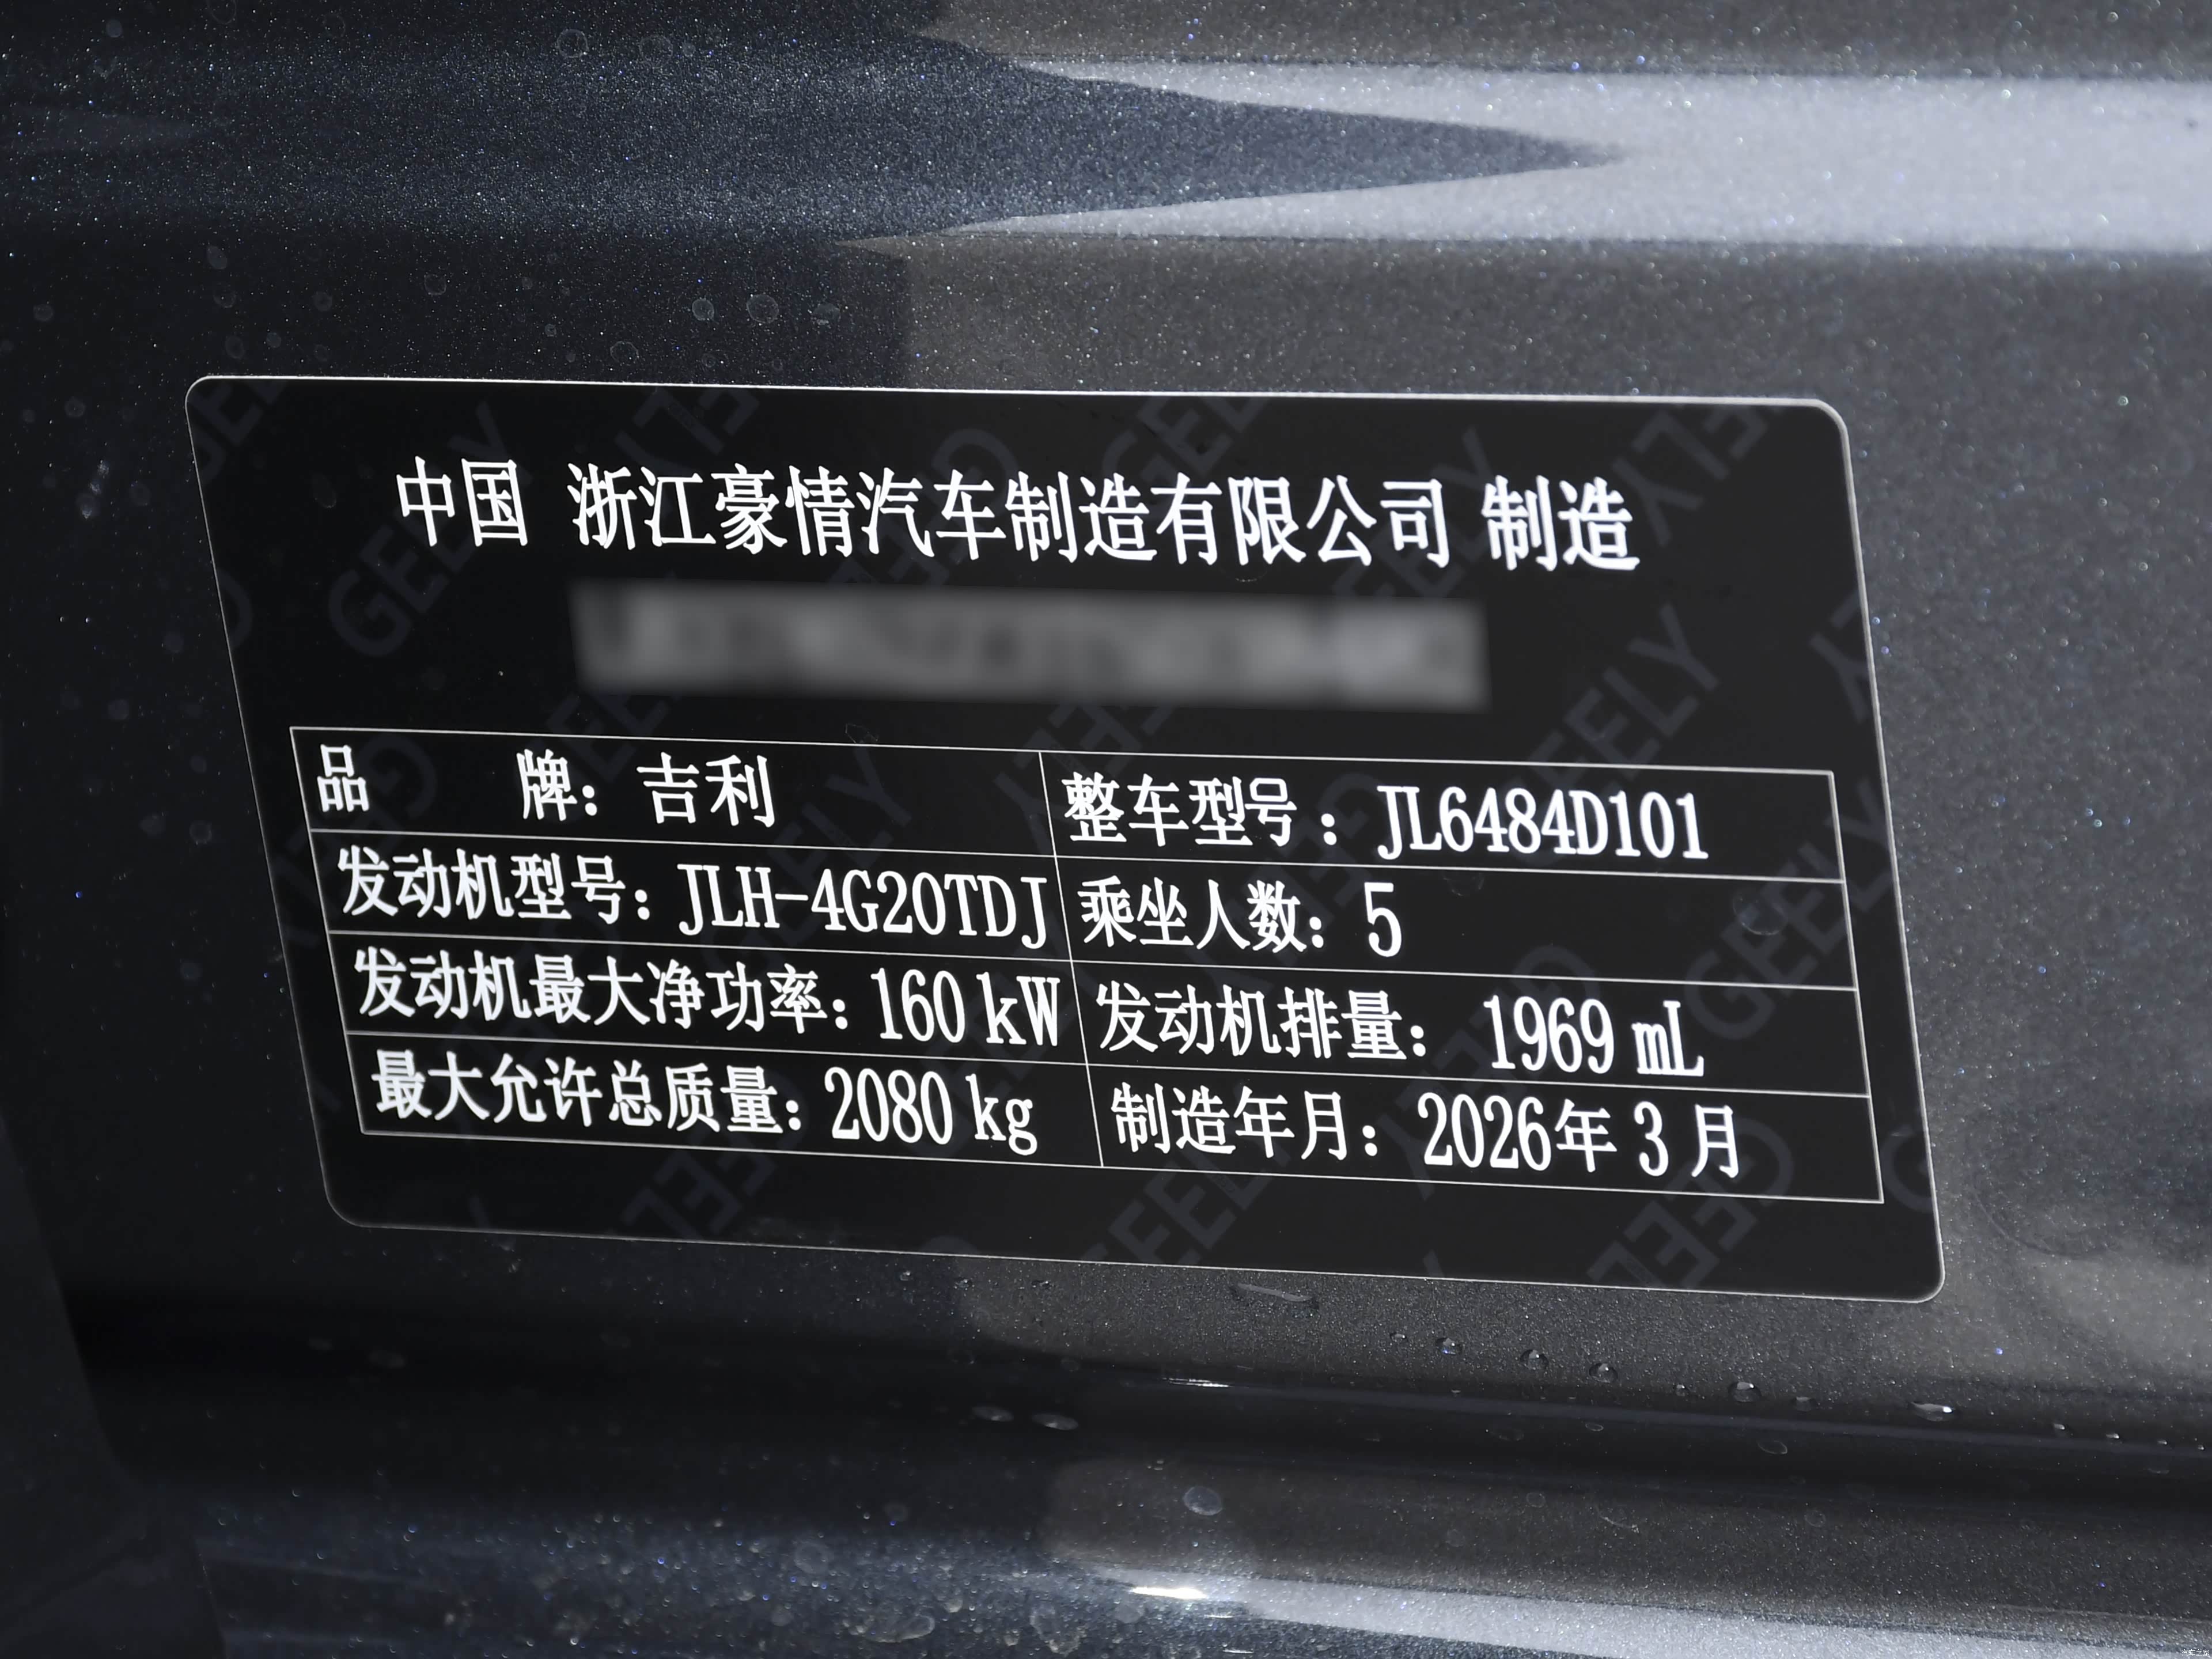 中国 浙江豪情汽车制造有限公司 制造
品 牌：吉利 整车型号：JL6484D101
发动机型号：JLH-4G20TDJ 乘坐人数：5
发动机最大净功率：160 kW 发动机排量：1969 mL
最大允许总质量：2080 kg 制造年月：2026年 3 月